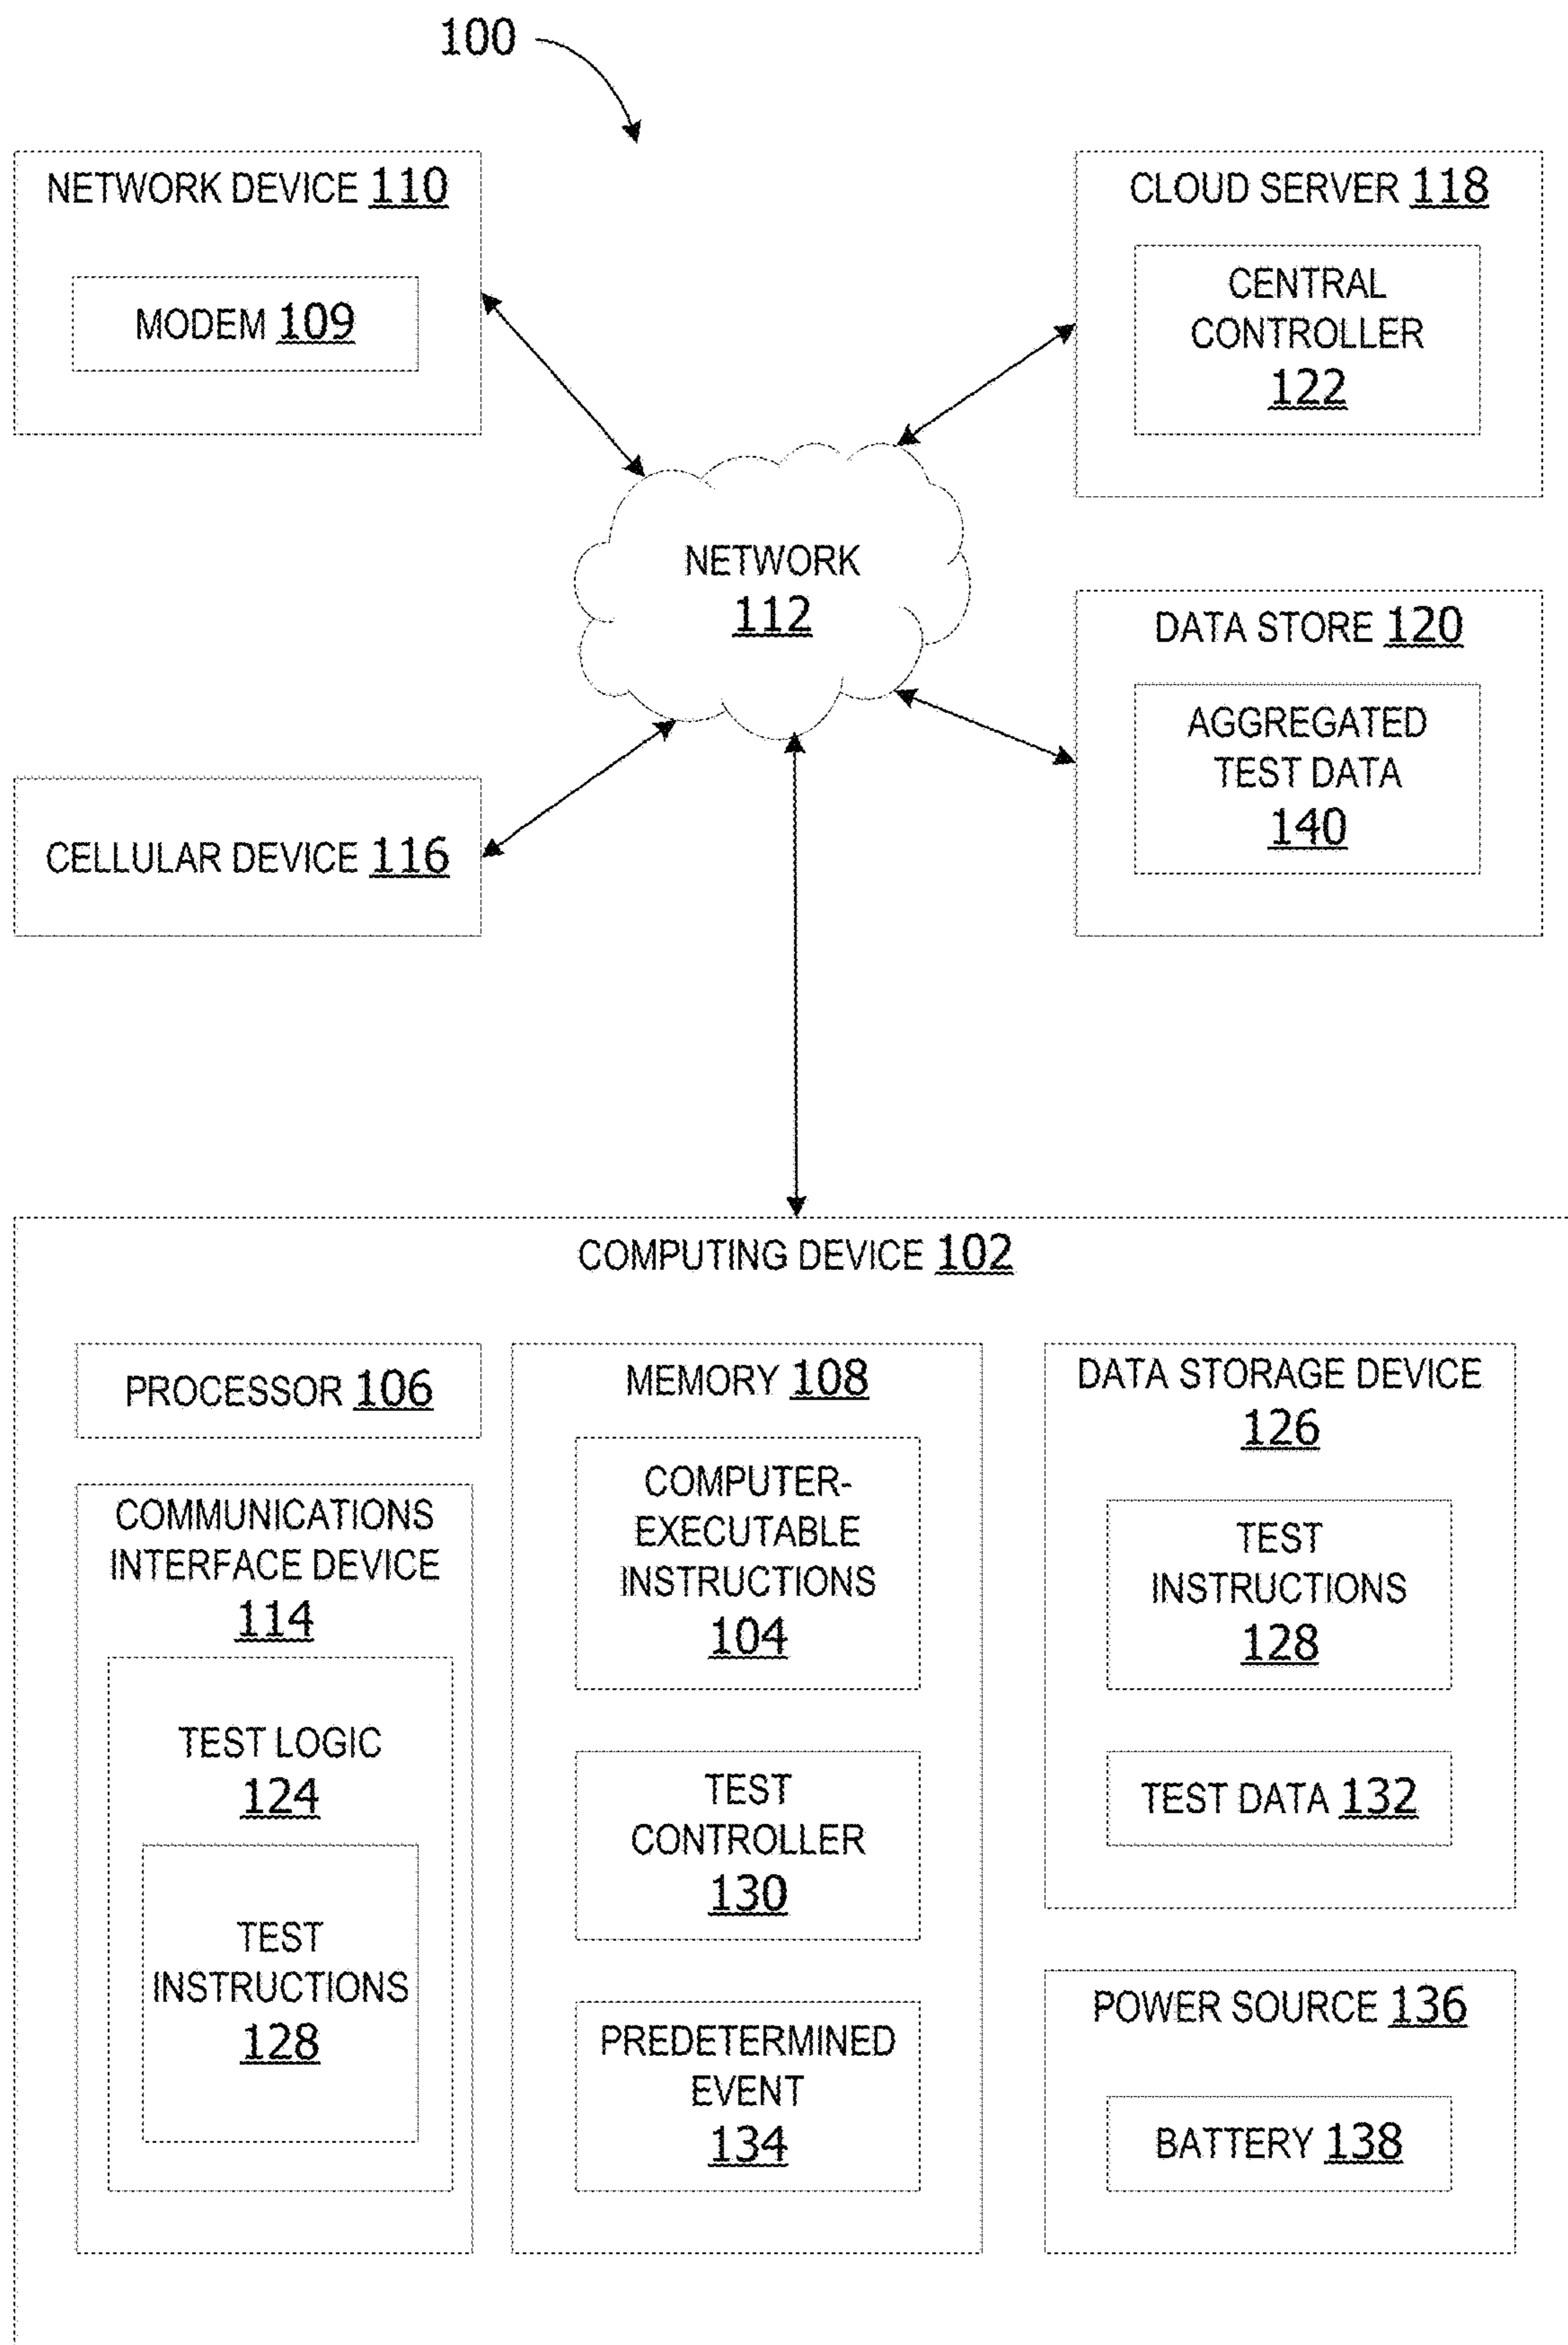 100
NETWORK DEVICE 110
MODEM 109
CLOUD SERVER 118
CENTRAL
CONTROLLER
122
NETWORK
112
DATA STORE 120
AGGREGATED
TEST DATA
140
CELLULAR DEVICE 116
COMPUTING DEVICE 102
PROCESSOR 106
COMMUNICATIONS
INTERFACE DEVICE
114
TEST LOGIC
124
TEST
INSTRUCTIONS
128
MEMORY 108
COMPUTER-
EXECUTABLE
INSTRUCTIONS
104
TEST
CONTROLLER
130
PREDETERMINED
EVENT
134
DATA STORAGE DEVICE
126
TEST
INSTRUCTIONS
128
TEST DATA 132
POWER SOURCE 136
BATTERY 138